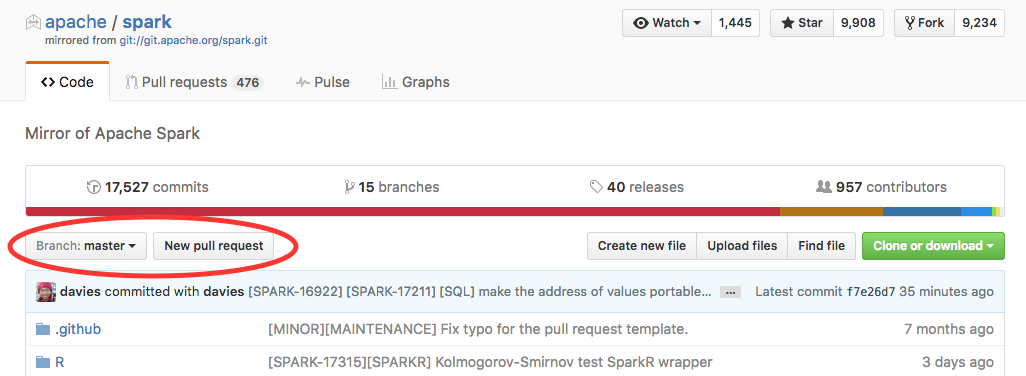 apache / spark Watch 1,445 Star 9,908 Fork 9,234
mirrored from git://git.apache.org/spark.git
Code Pull requests 476 Pulse Graphs
Mirror of Apache Spark
17,527 commits 15 branches 40 releases 957 contributors
Branch: master New pull request Create new file Upload files Find file Clone or download
davies committed with davies [SPARK-16922] [SPARK-17211] [SQL] make the address of values portable… ... Latest commit f7e26d7 35 minutes ago
.github [MINOR][MAINTENANCE] Fix typo for the pull request template. 7 months ago
R [SPARK-17315][SPARKR] Kolmogorov-Smirnov test SparkR wrapper 3 days ago